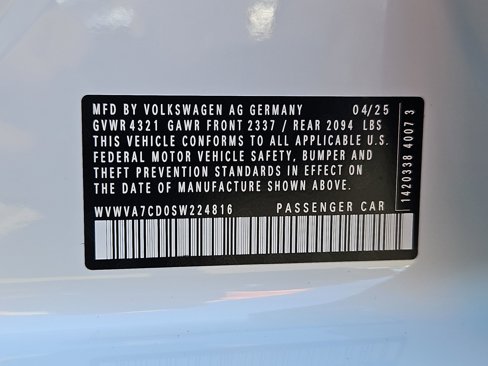 MFD BY VOLKSWAGEN AG GERMANY 04/25
GVWR 4321 GAWR FRONT 2337 / REAR 2094 LBS
THIS VEHICLE CONFORMS TO ALL APPLICABLE U.S.
FEDERAL MOTOR VEHICLE SAFETY, BUMPER AND
THEFT PREVENTION STANDARDS IN EFFECT ON
THE DATE OF MANUFACTURE SHOWN ABOVE.
WVWVA7CD0SW224816 PASSENGER CAR
1420338 4007 3